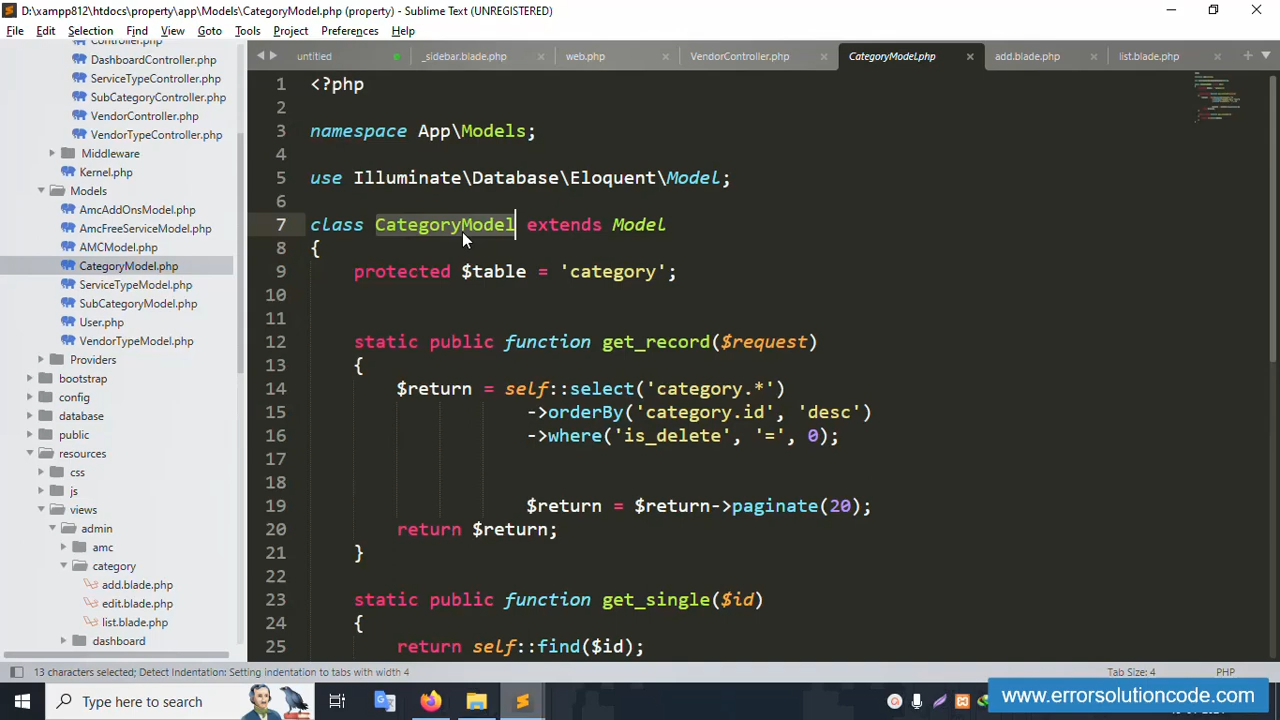 D:\xampp812\htdocs\property\app\Models\CategoryModel.php (property) - Sublime Text (UNREGISTERED)
File Edit Selection Find View Goto Tools Project Preferences Help
untitled _sidebar.blade.php web.php VendorController.php CategoryModel.php add.blade.php list.blade.php
Controller.php
DashboardController.php
ServiceTypeController.php
SubCategoryController.php
VendorController.php
VendorTypeController.php
Middleware
Kernel.php
Models
AmcAddOnsModel.php
AmcFreeServiceModel.php
AMCModel.php
CategoryModel.php
ServiceTypeModel.php
SubCategoryModel.php
User.php
VendorTypeModel.php
Providers
bootstrap
config
database
public
resources
css
js
views
admin
amc
category
add.blade.php
edit.blade.php
list.blade.php
dashboard
1 <?php
2
3 namespace App\Models;
4
5 use Illuminate\Database\Eloquent\Model;
6
7 class CategoryModel extends Model
8 {
9 protected $table = 'category';
10
11
12 static public function get_record($request)
13 {
14 $return = self::select('category.*')
15 ->orderBy('category.id', 'desc')
16 ->where('is_delete', '=', 0);
17
18
19 $return = $return->paginate(20);
20 return $return;
21 }
22
23 static public function get_single($id)
24 {
25 return self::find($id);
13 characters selected; Detect Indentation: Setting indentation to tabs with width 4 Tab Size: 4 PHP
Type here to search
www.errorsolutioncode.com